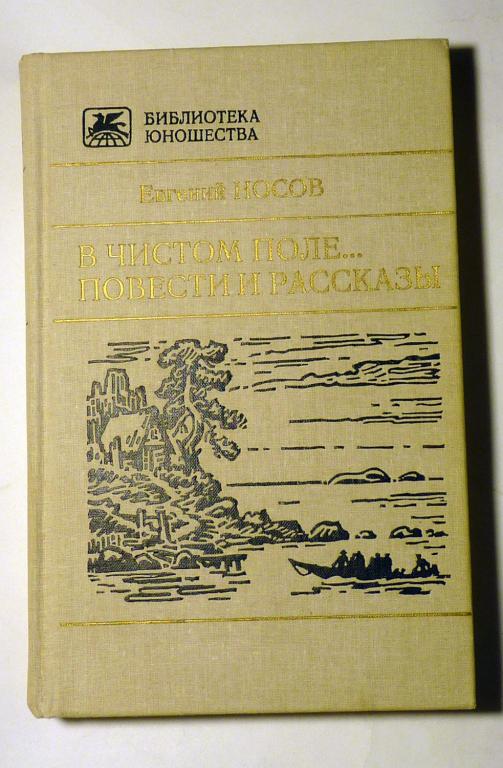 БИБЛИОТЕКА
ЮНОШЕСТВА
Евгений НОСОВ
В ЧИСТОМ ПОЛЕ...
ПОВЕСТИ И РАССКАЗЫ